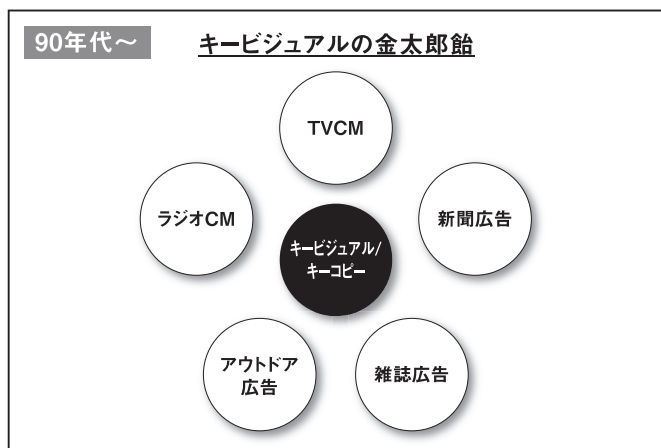 90年代～
キービジュアルの金太郎飴
TVCM
ラジオCM
新聞広告
キービジュアル/
キーコピー
アウトドア
広告
雑誌広告